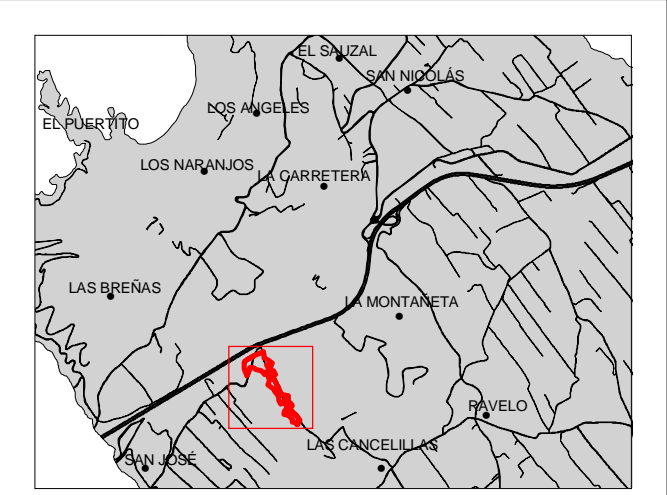 EL SAUZAL
SAN NICOLÁS
LOS ANGELES
EL PUERTITO
LOS NARANJOS
LA CARRETERA
LAS BREÑAS
LA MONTAÑETA
RAVELO
LAS CANCELILLAS
SAN JOSÉ